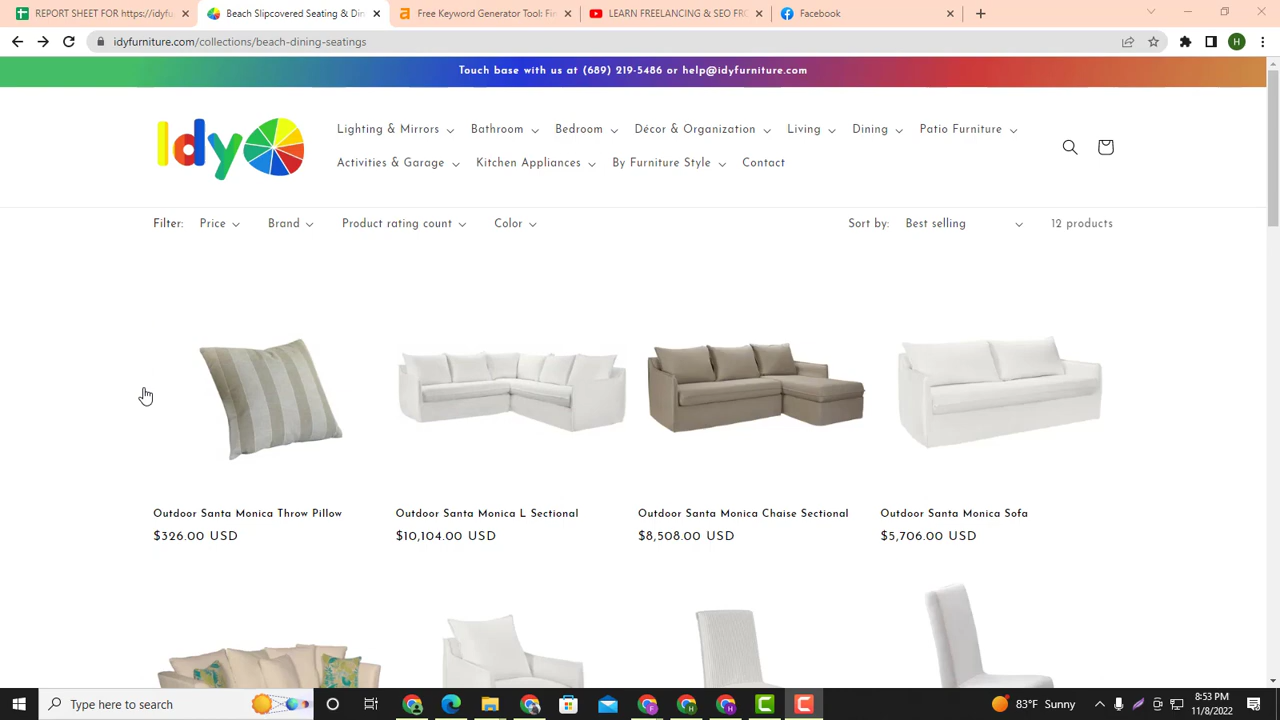 REPORT SHEET FOR https://idyfu
Beach Slipcovered Seating & Din
Free Keyword Generator Tool: Fin
LEARN FREELANCING & SEO FRO
Facebook
idyfurniture.com/collections/beach-dining-seatings
H
Touch base with us at (689) 219-5486 or help@idyfurniture.com
Idy
Lighting & Mirrors Bathroom Bedroom Décor & Organization Living Dining Patio Furniture
Activities & Garage Kitchen Appliances By Furniture Style Contact
Filter: Price Brand Product rating count Color Sort by: Best selling 12 products
Outdoor Santa Monica Throw Pillow
$326.00 USD
Outdoor Santa Monica L Sectional
$10,104.00 USD
Outdoor Santa Monica Chaise Sectional
$8,508.00 USD
Outdoor Santa Monica Sofa
$5,706.00 USD
Type here to search
83°F Sunny
8:53 PM
11/8/2022